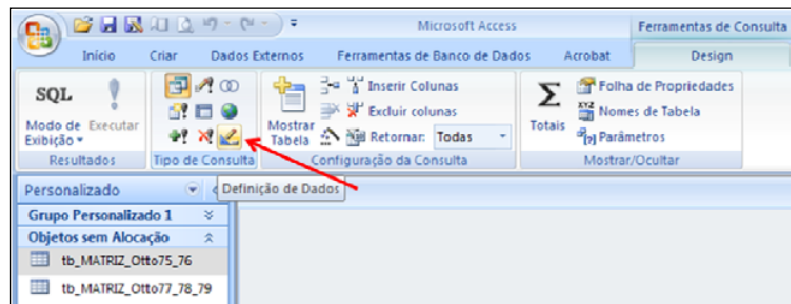 Microsoft Access
Ferramentas de Consulta
Início Criar Dados Externos Ferramentas de Banco de Dados Acrobat Design
SQL Modo de Exibição
Executar
Resultados
Tipo de Consulta
Mostrar Tabela
Inserir Colunas
Excluir colunas
Retornar: Todas
Configuração da Consulta
Σ Totais
Folha de Propriedades
XYZ Nomes de Tabela
[?] Parâmetros
Mostrar/Ocultar
Personalizado
Definição de Dados
Grupo Personalizado 1
Objetos sem Alocação
tb_MATRIZ_Otto75_76
tb_MATRIZ_Otto77_78_79